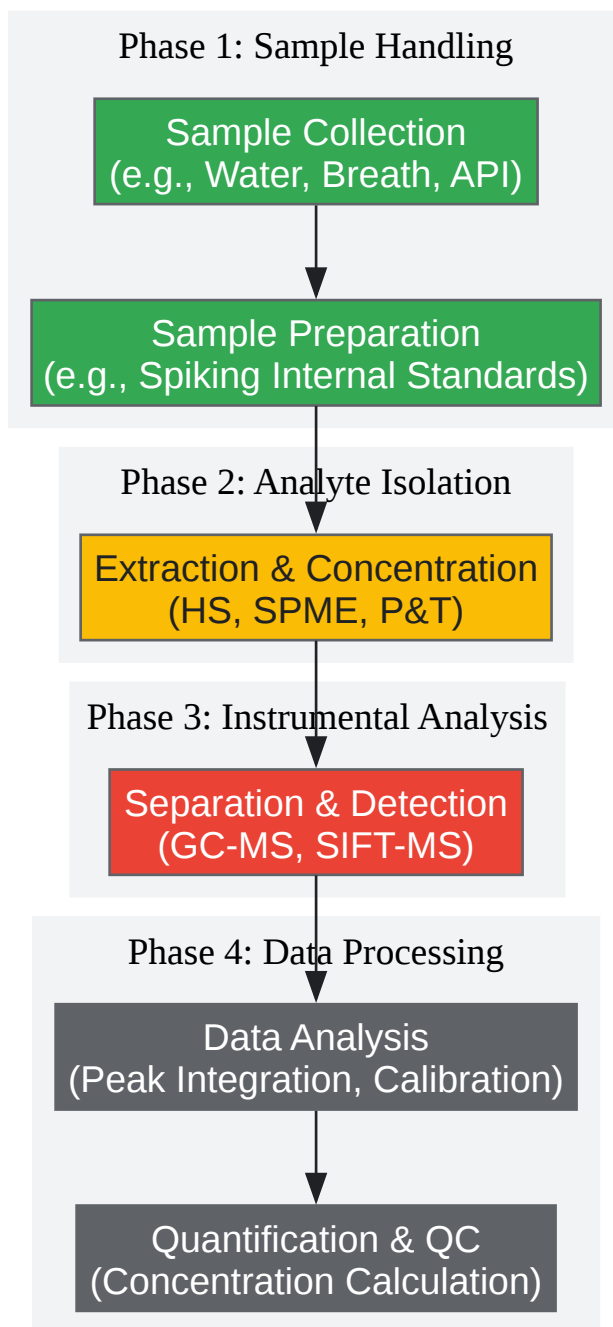 Phase 1: Sample Handling
Sample Collection
(e.g., Water, Breath, API)
Sample Preparation
(e.g., Spiking Internal Standards)
Phase 2: Analyte Isolation
Extraction & Concentration
(HS, SPME, P&T)
Phase 3: Instrumental Analysis
Separation & Detection
(GC-MS, SIFT-MS)
Phase 4: Data Processing
Data Analysis
(Peak Integration, Calibration)
Quantification & QC
(Concentration Calculation)